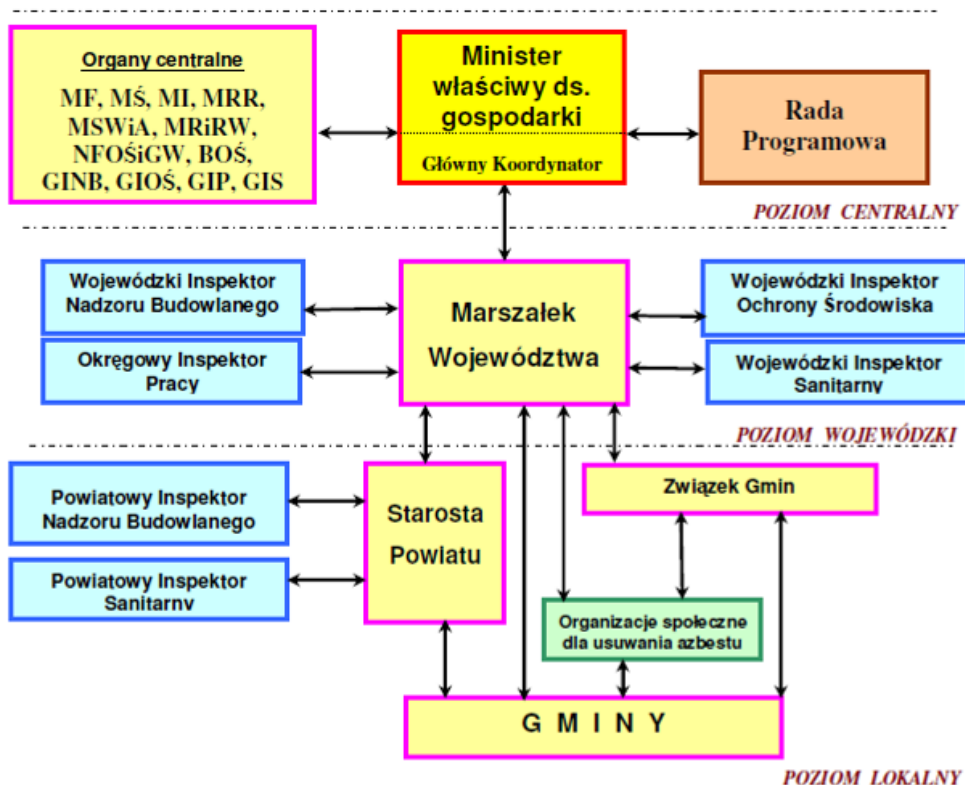 Organy centralne
MF, MŚ, MI, MRR,
MSWiA, MRiRW,
NFOŚiGW, BOŚ,
GINB, GIOŚ, GIP, GIS
Minister
właściwy ds.
gospodarki
Główny Koordynator
Rada
Programowa
POZIOM CENTRALNY
Wojewódzki Inspektor
Nadzoru Budowlanego
Okręgowy Inspektor
Pracy
Marszałek
Województwa
Wojewódzki Inspektor
Ochrony Środowiska
Wojewódzki Inspektor
Sanitarny
POZIOM WOJEWÓDZKI
Powiatowy Inspektor
Nadzoru Budowlanego
Powiatowy Inspektor
Sanitarny
Starosta
Powiatu
Związek Gmin
Organizacje społeczne
dla usuwania azbestu
G M I N Y
POZIOM LOKALNY